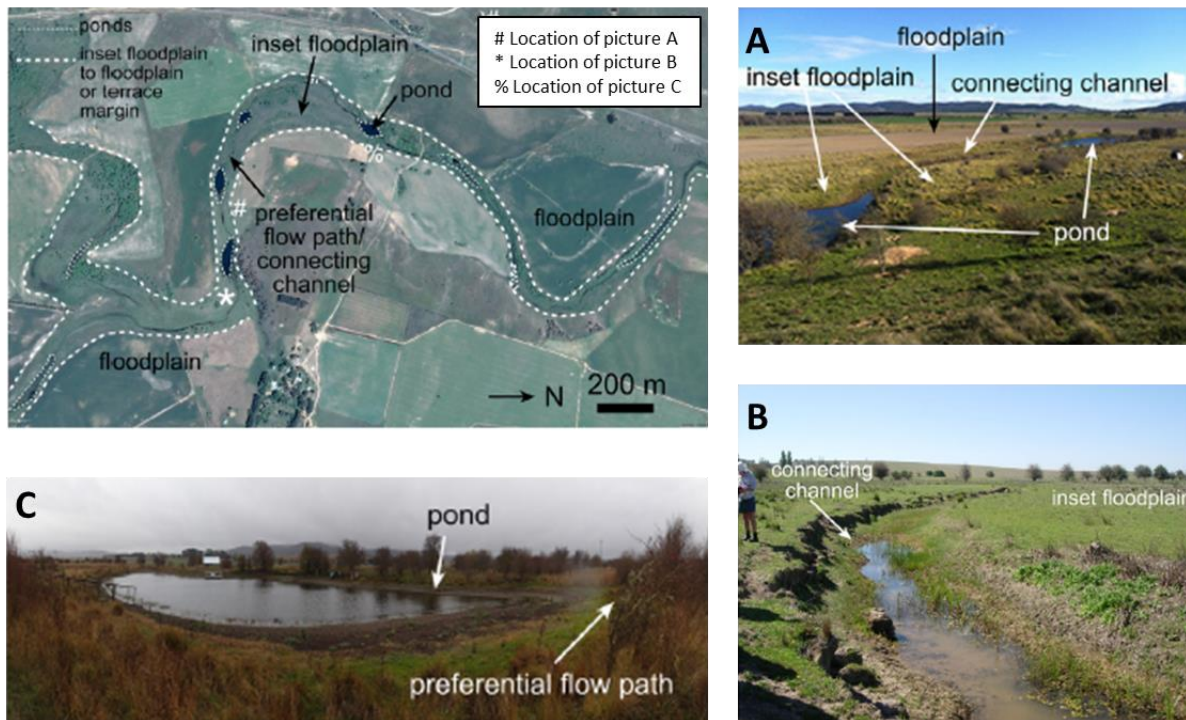 ponds
inset floodplain
to floodplain
or terrace
margin
inset floodplain
pond
# Location of picture A
* Location of picture B
% Location of picture C
%
#
preferential
flow path/
connecting
channel
floodplain
*
floodplain
N
200 m
A
floodplain
inset floodplain
connecting channel
pond
B
connecting
channel
inset floodplain
C
pond
preferential flow path